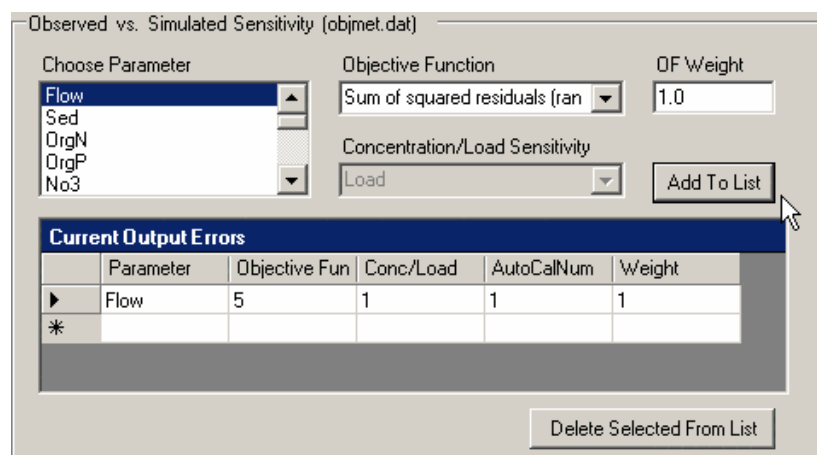 Observed vs. Simulated Sensitivity (objmet.dat)
Choose Parameter
Flow
Sed
OrgN
OrgP
No3
Objective Function
Sum of squared residuals (ran
OF Weight
1.0
Concentration/Load Sensitivity
Load
Add To List
Current Output Errors
Parameter Objective Fun Conc/Load AutoCalNum Weight
Flow 5 1 1 1
Delete Selected From List